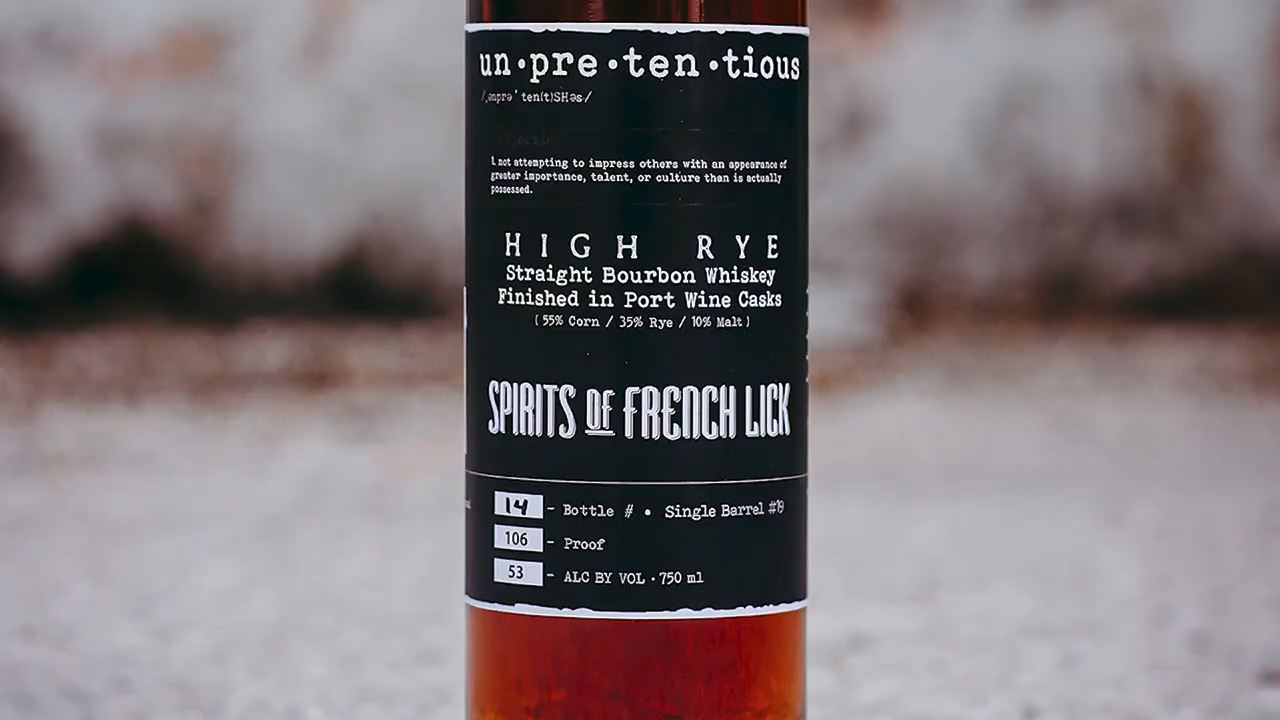 un•pre•ten•tious
/ˌənprəˈten(t)SHəs/
1. not attempting to impress others with an appearance of
greater importance, talent, or culture than is actually
possessed.
HIGH RYE
Straight Bourbon Whiskey
Finished in Port Wine Casks
( 55% Corn / 35% Rye / 10% Malt )
SPIRITS OF FRENCH LICK
14 - Bottle # • Single Barrel
106 - Proof
53 - ALC BY VOL • 750 ml